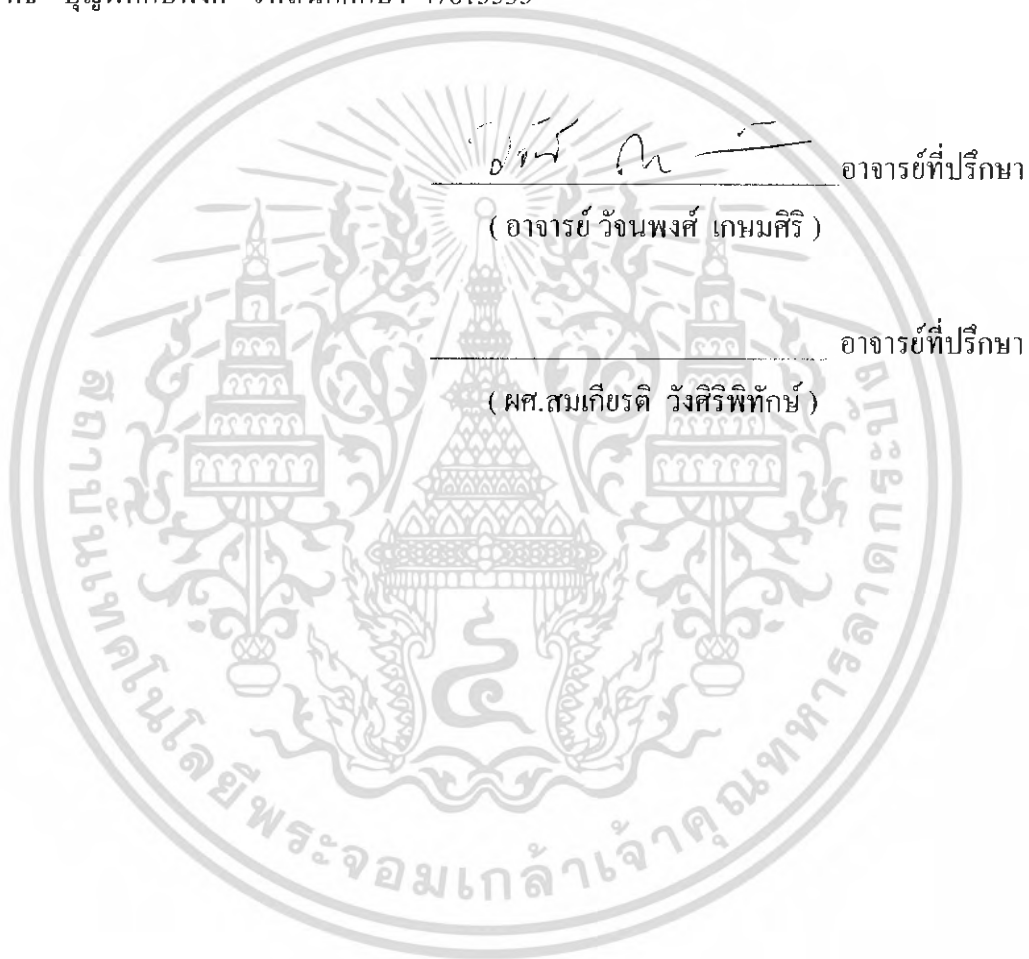 อาจารย์ที่ปรึกษา
( อาจารย์ วัจนพงศ์ เกษมศิริ )
อาจารย์ที่ปรึกษา
( ผศ.สมเกียรติ วังศิริพิทักษ์ )
สถาบันเทคโนโลยีพระจอมเกล้าเจ้าคุณทหารลาดกระบัง